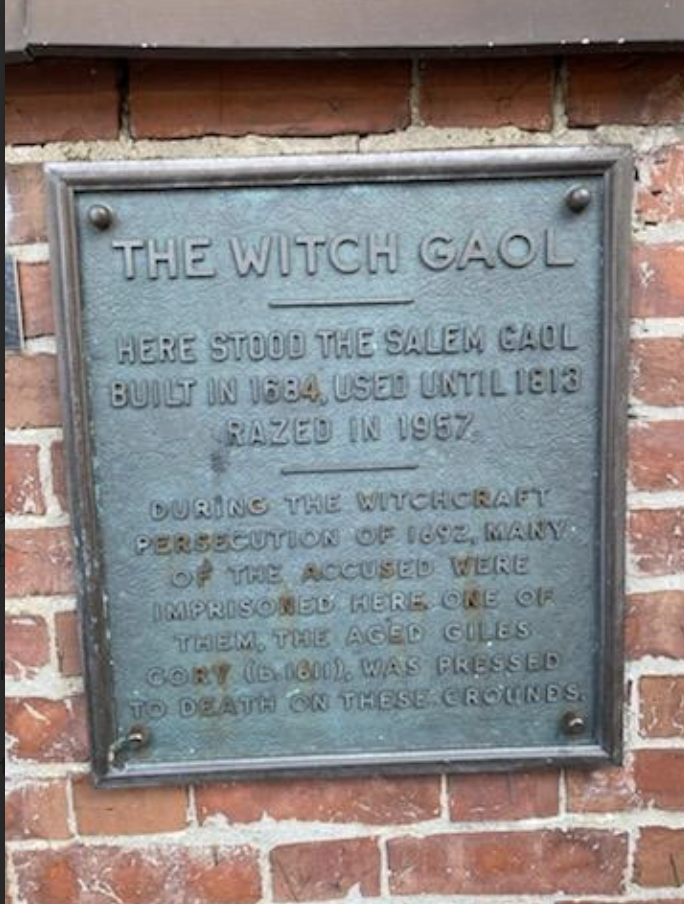 THE WITCH GAOL
HERE STOOD THE SALEM GAOL
BUILT IN 1684, USED UNTIL 1813
RAZED IN 1957.
DURING THE WITCHCRAFT
PERSECUTION OF 1692, MANY
OF THE ACCUSED WERE
IMPRISONED HERE. ONE OF
THEM, THE AGED GILES
CORY (b. 1611), WAS PRESSED
TO DEATH ON THESE GROUNDS.